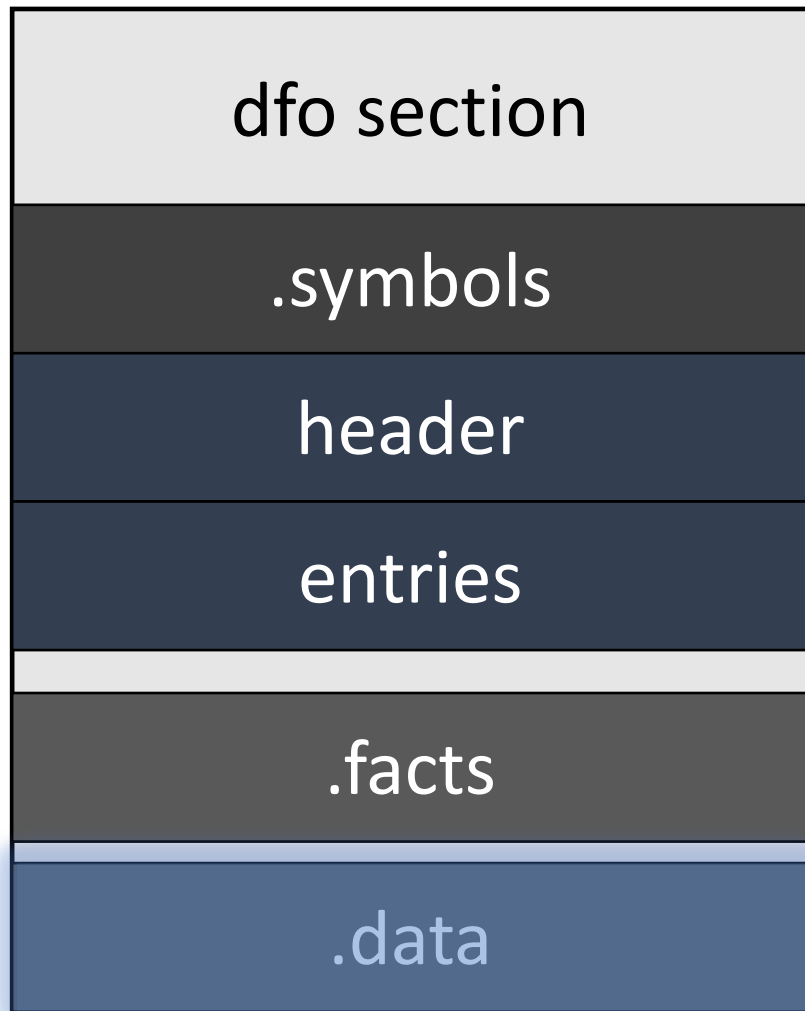 dfo section
.symbols
header
entries
.facts
.data